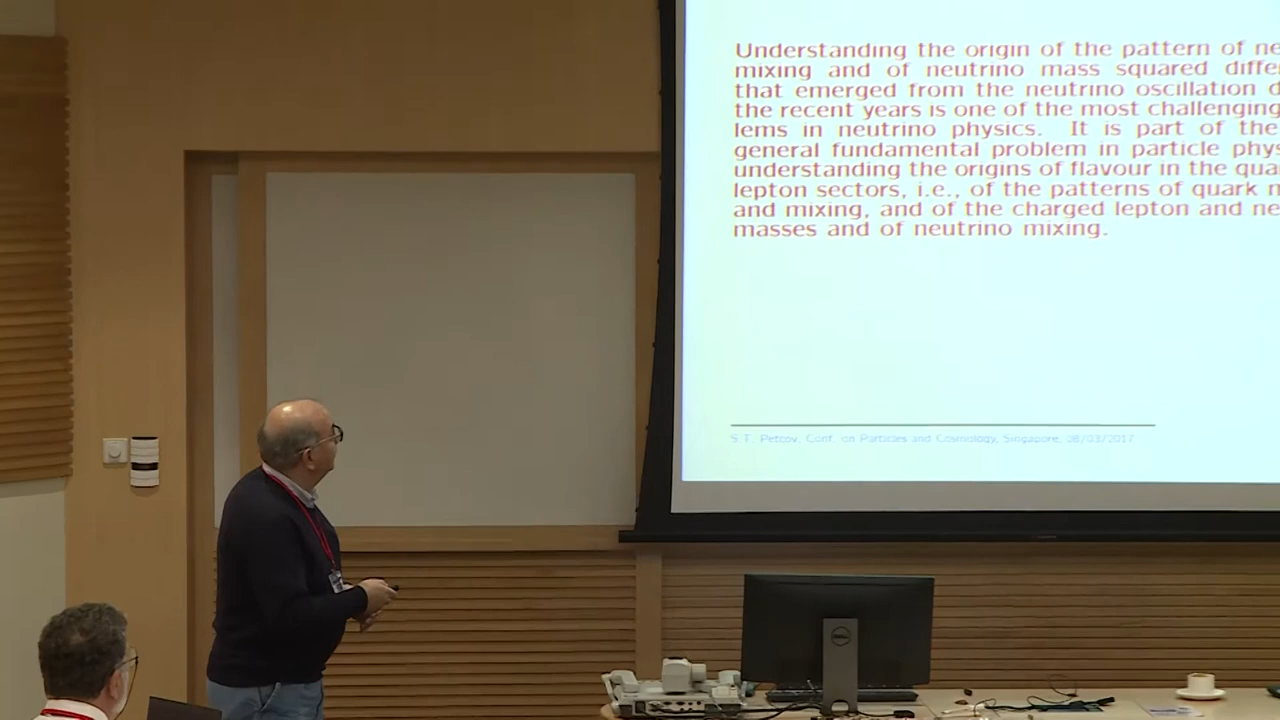 Understanding the origin of the pattern of ne
mixing and of neutrino mass squared differ
that emerged from the neutrino oscillation d
the recent years is one of the most challenging
lems in neutrino physics. It is part of the
general fundamental problem in particle phys
understanding the origins of flavour in the qua
lepton sectors, i.e., of the patterns of quark m
and mixing, and of the charged lepton and ne
masses and of neutrino mixing.
S.T. Petcov, Conf. on Particles and Cosmology, Singapore, 08/03/2017
DELL